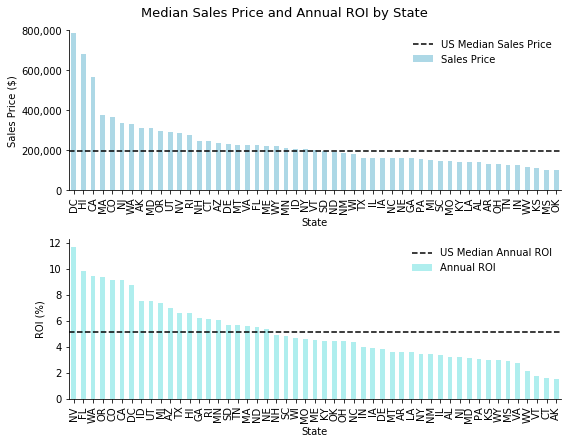 Median Sales Price and Annual ROI by State
800,000
600,000
400,000
200,000
0
Sales Price ($)
US Median Sales Price
Sales Price
DC HI CA MA CO NJ WA AK MD OR UT NV RI NH CT AZ DE MT VA FL ME WY MN ID NY VT SD ND NM WI TX IL IA NC NE GA PA MI SC MO KY LA AL AR OH TN IN WV KS MS OK
State
12
10
8
6
4
2
0
ROI (%)
US Median Annual ROI
Annual ROI
NV FL WA OR CO CA DC ID UT MI AZ TX HI GA RI MN SD TN MA ND NE NH SC WI MO ME KY OK OH NC IN IA DE MT AR LA NY NM IL AL NJ MD PA KS WY MS VA WV VT CT AK
State